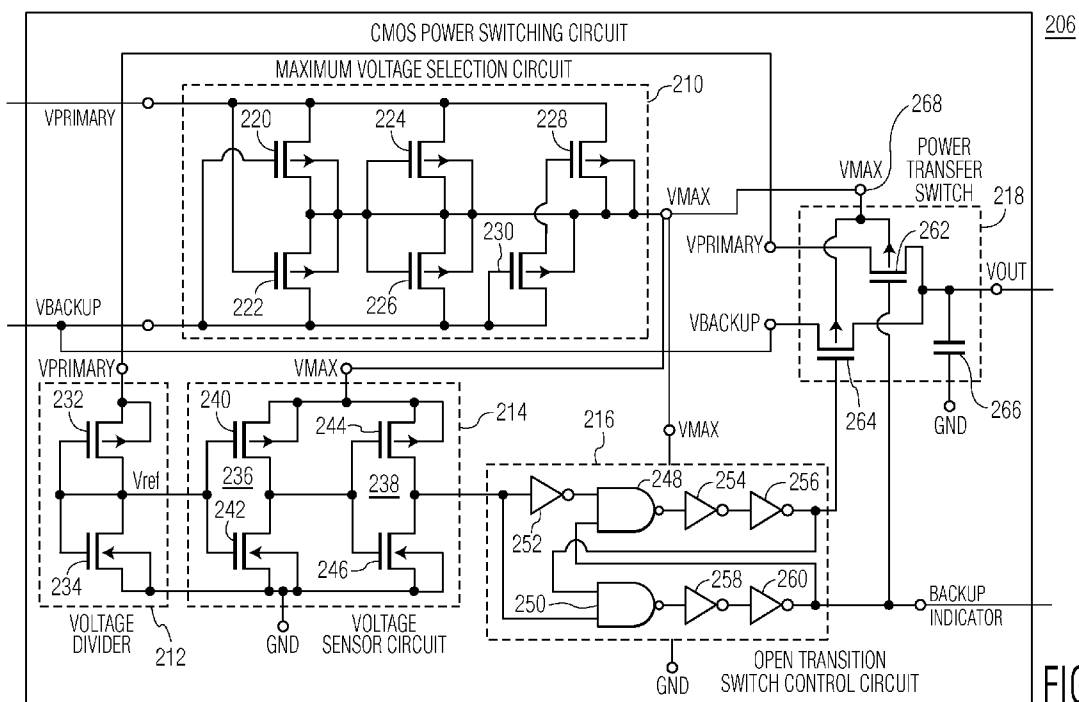 CMOS POWER SWITCHING CIRCUIT
206
MAXIMUM VOLTAGE SELECTION CIRCUIT
210
VPRIMARY
220
224
228
268
VMAX
POWER
TRANSFER
SWITCH
VMAX
218
262
VPRIMARY
230
222
226
VOUT
VBACKUP
VBACKUP
VPRIMARY
VMAX
264
266
GND
232
240
244
214
216
VMAX
Vref
236
238
248
254
256
242
252
234
246
258
260
250
BACKUP
INDICATOR
VOLTAGE
DIVIDER
212
GND
VOLTAGE
SENSOR CIRCUIT
GND
OPEN TRANSITION
SWITCH CONTROL CIRCUIT
FIG